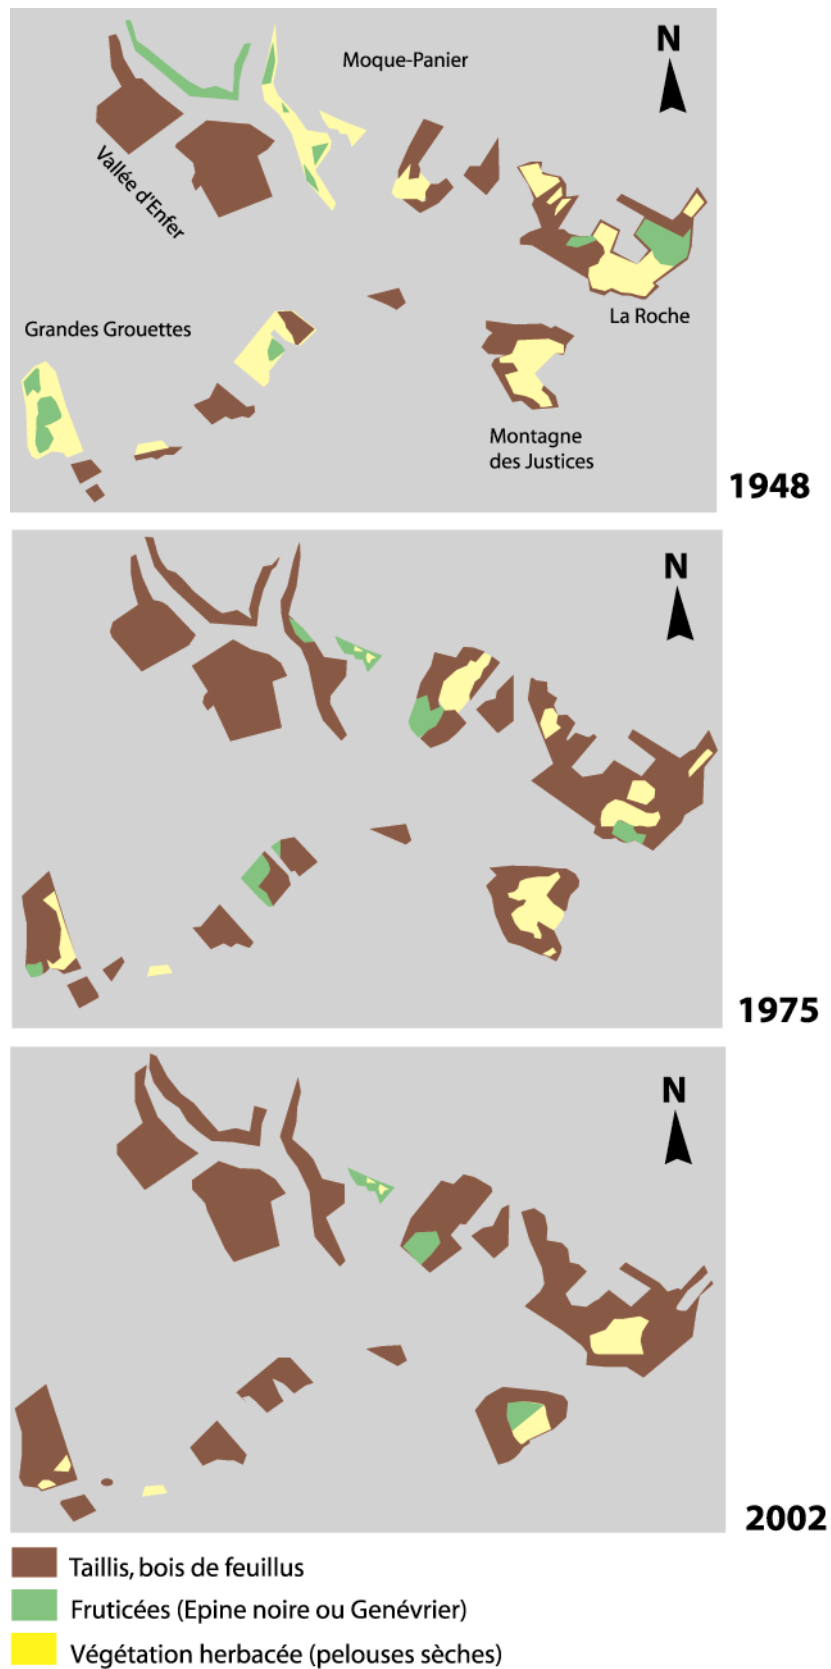 Moque-Panier
N
Vallée d'Enfer
Grandes Grouettes
La Roche
Montagne
des Justices
1948
N
1975
N
2002
Taillis, bois de feuillus
Fruticées (Epine noire ou Genévrier)
Végétation herbacée (pelouses sèches)